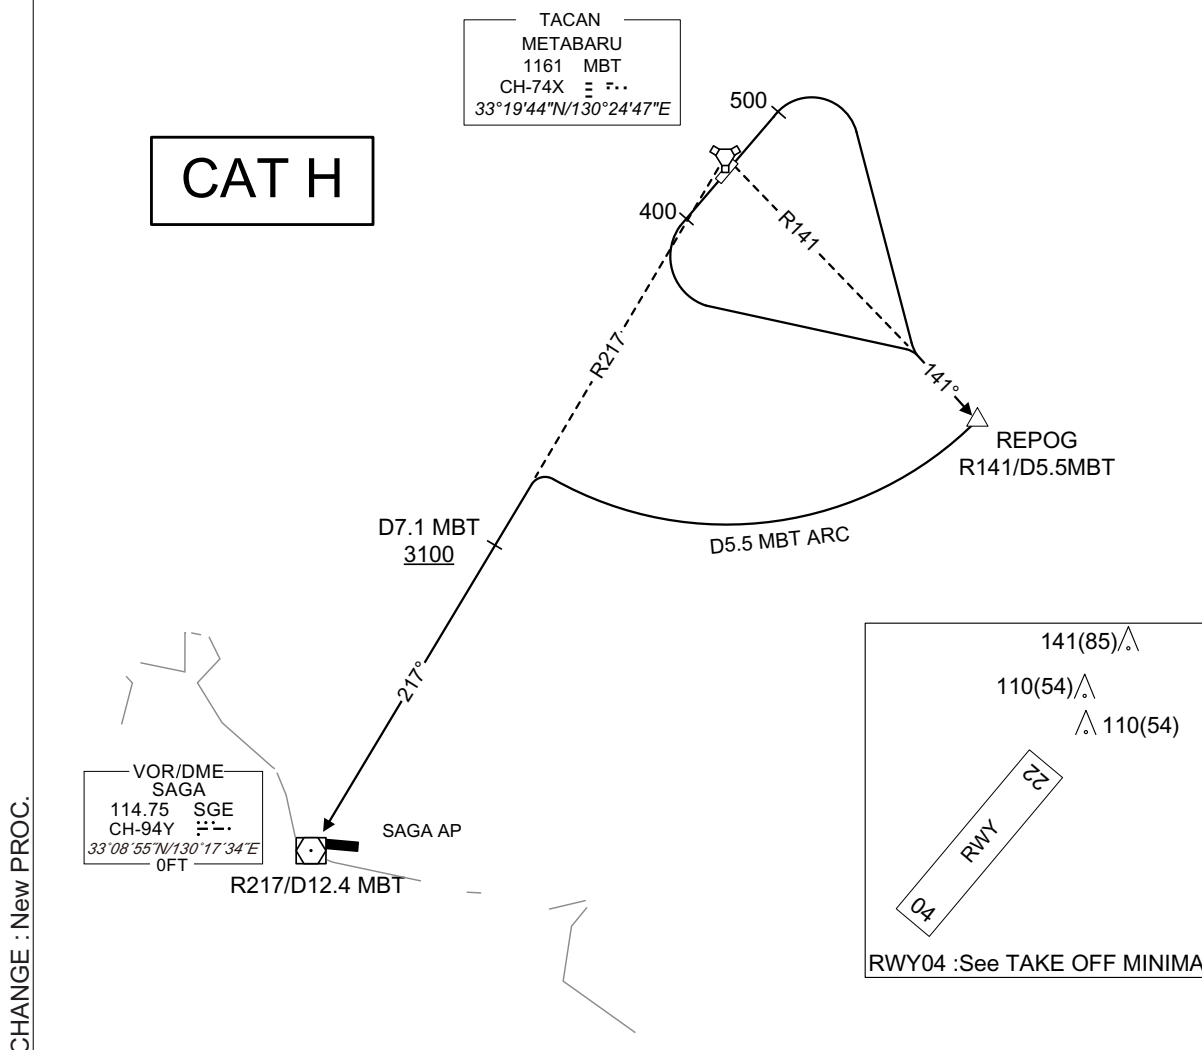 TACAN
METABARU
1161 MBT
CH-74X
33°19'44"N/130°24'47"E
CAT H
500
400
R141
R217
141°
REPOG
R141/D5.5MBT
D7.1 MBT
3100
D5.5 MBT ARC
217°
VOR/DME
SAGA
114.75 SGE
CH-94Y
33°08'55"N/130°17'34"E
0FT
SAGA AP
R217/D12.4 MBT
141(85)
110(54)
110(54)
22
RWY
04
RWY04 :See TAKE OFF MINIMA
CHANGE : New PROC.